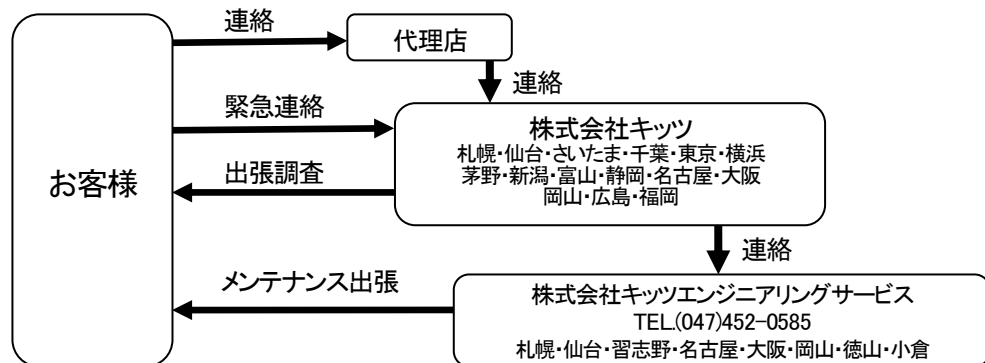 連絡
代理店
連絡
緊急連絡
株式会社キッツ
札幌・仙台・さいたま・千葉・東京・横浜
茅野・新潟・富山・静岡・名古屋・大阪
岡山・広島・福岡
お客様
出張調査
連絡
メンテナンス出張
株式会社キッツエンジニアリングサービス
TEL.(047)452-0585
札幌・仙台・習志野・名古屋・大阪・岡山・徳山・小倉